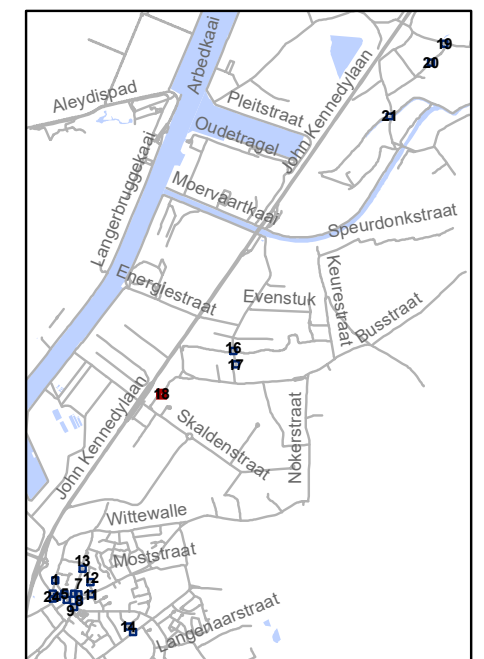 Arbedkaai
19
20
Aleydispad
Pleitstraat
John Kennedylaan
21
Oudetragel
Langerbruggekaai
Moervaartkaai
Speurdonkstraat
Energiestraat
Evenstuk
Keurestraat
Busstraat
16
17
John Kennedylaan
18
Skaldenstraat
Nokerstraat
Wittewalle
Moststraat
13
12
7
11
9
14
Langenaarstraat